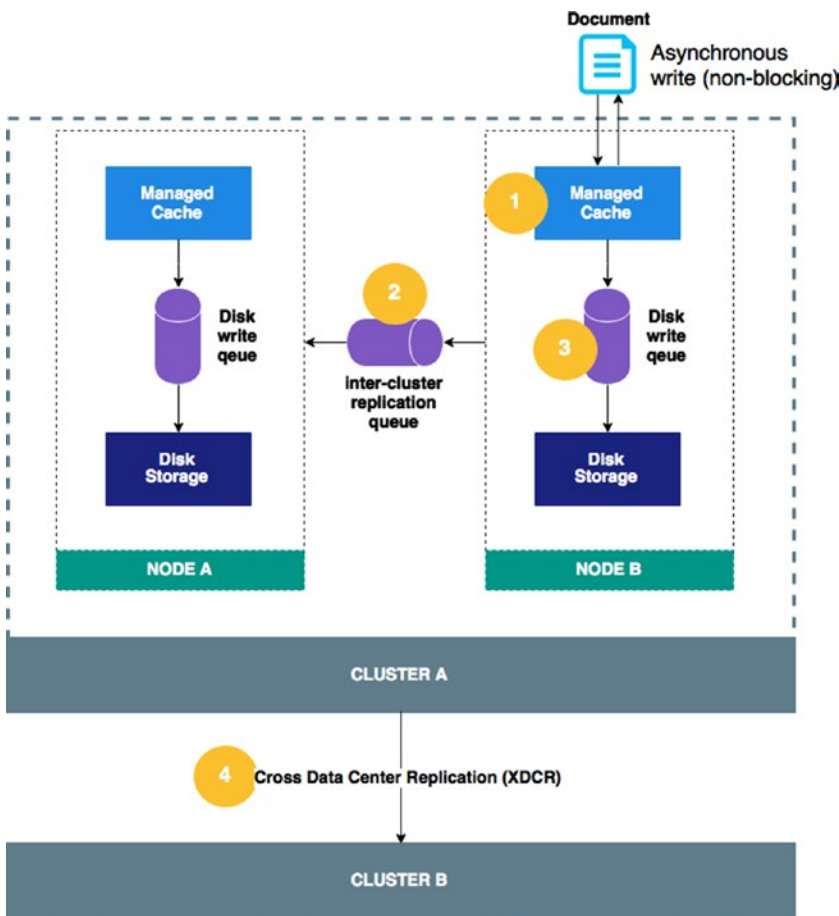 Document
Asynchronous
write (non-blocking)
Managed
Cache
1
Managed
Cache
2
Disk
write
qeue
3
Disk
write
qeue
inter-cluster
replication
queue
Disk
Storage
Disk
Storage
NODE A
NODE B
CLUSTER A
4
Cross Data Center Replication (XDCR)
CLUSTER B